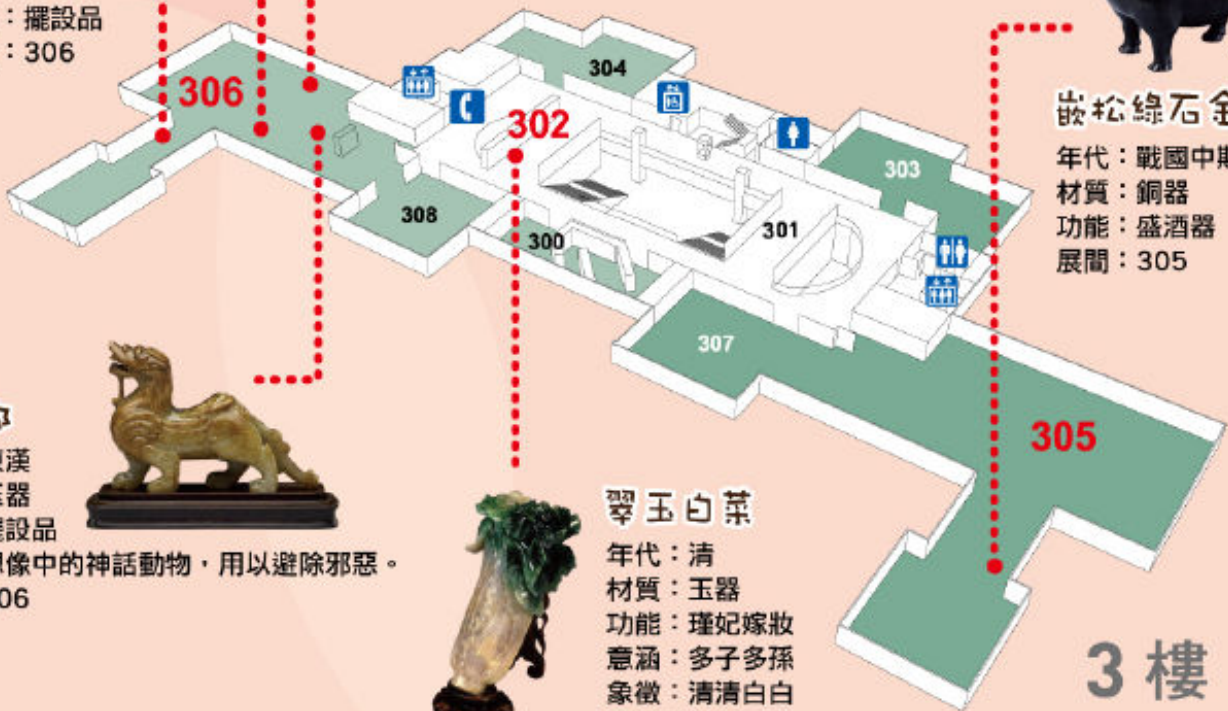 ：擺設品
：306
306
304
302
303
308
300
301
307
305
嵌松綠石金
年代：戰國中期
材質：銅器
功能：盛酒器
展間：305
漢
器
設品
像中的神話動物，用以避除邪惡。
06
翠玉白菜
年代：清
材質：玉器
功能：瑾妃嫁妝
意涵：多子多孫
象徵：清清白白
3 樓